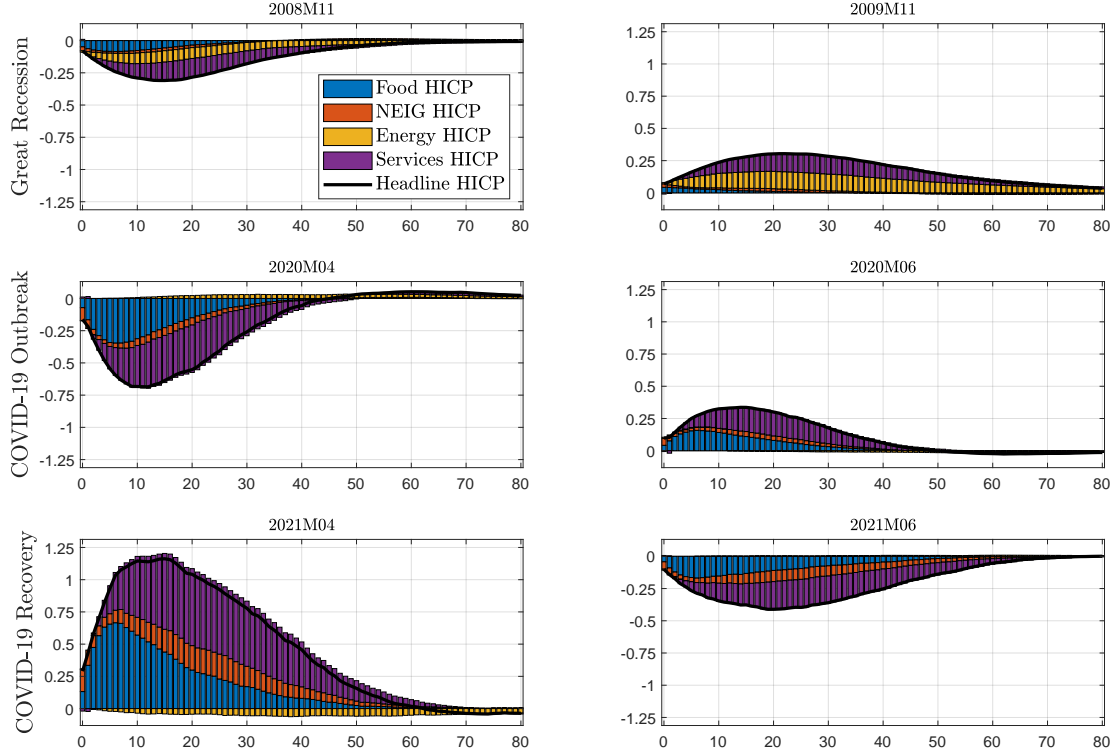 2008M11
2009M11
Great Recession
0
-0.25
-0.5
-0.75
-1
-1.25
Food HICP
NEIG HICP
Energy HICP
Services HICP
Headline HICP
0 10 20 30 40 50 60 70 80
1.25
1
0.75
0.5
0.25
0
0 10 20 30 40 50 60 70 80
2020M04
2020M06
COVID-19 Outbreak
0
-0.25
-0.5
-0.75
-1
-1.25
0 10 20 30 40 50 60 70 80
1.25
1
0.75
0.5
0.25
0
0 10 20 30 40 50 60 70 80
2021M04
2021M06
COVID-19 Recovery
1.25
1
0.75
0.5
0.25
0
0 10 20 30 40 50 60 70 80
0
-0.25
-0.5
-0.75
-1
-1.25
0 10 20 30 40 50 60 70 80